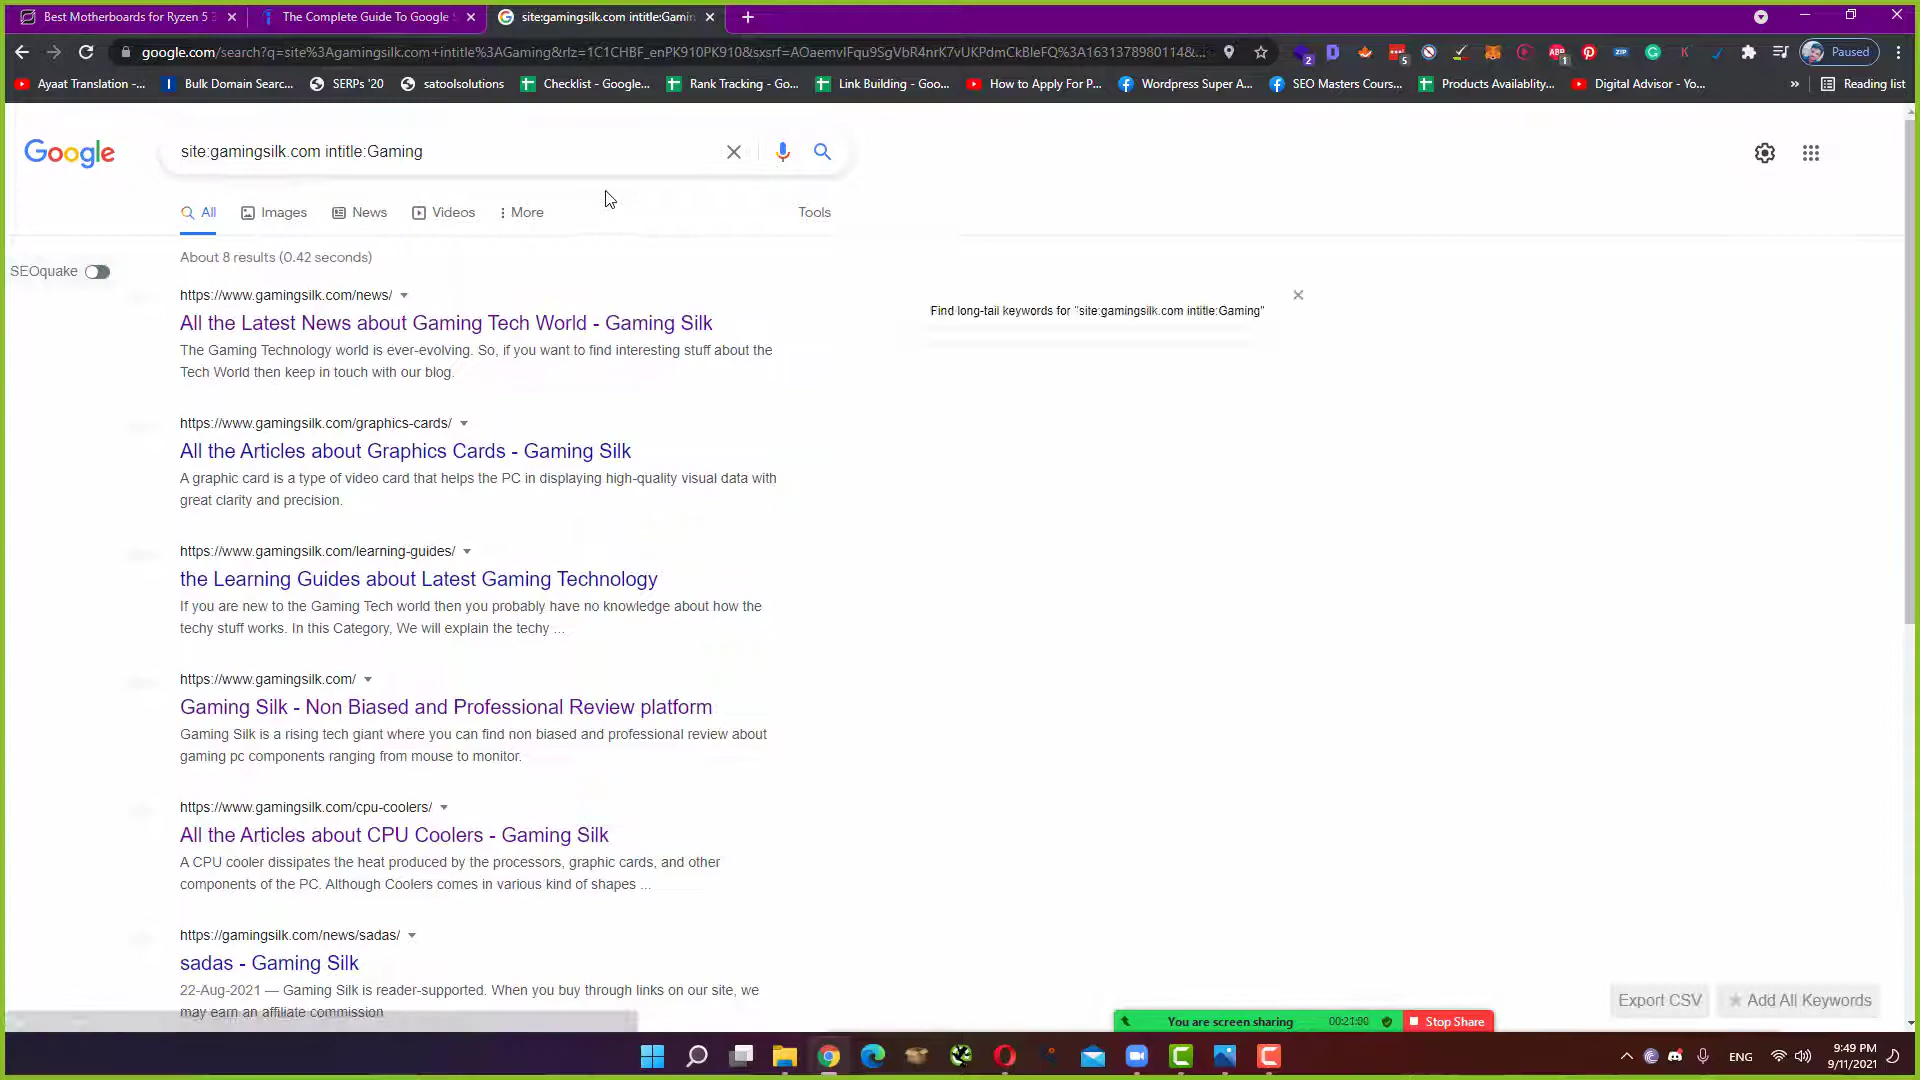 Best Motherboards for Ryzen 5 3
The Complete Guide To Google
site:gamingsilk.com intitle:Gamin
google.com/search?q=site%3Agamingsilk.com+intitle%3AGaming&rlz=1C1CHBF_enPK910PK910&sxsrf=AOaemvIFqu9SgVbR4nrK7vUKPdmCkBleFQ%3A1631378980114&...
Paused
Ayaat Translation -...
Bulk Domain Searc...
SERPs '20
satoolsolutions
Checklist - Google...
Rank Tracking - Go...
Link Building - Goo...
How to Apply For P...
Wordpress Super A...
SEO Masters Cours...
Products Availablity...
Digital Advisor - Yo...
Reading list
Google
site:gamingsilk.com intitle:Gaming
All
Images
News
Videos
More
Tools
About 8 results (0.42 seconds)
SEOquake
https://www.gamingsilk.com/news/
All the Latest News about Gaming Tech World - Gaming Silk
The Gaming Technology world is ever-evolving. So, if you want to find interesting stuff about the
Tech World then keep in touch with our blog.
Find long-tail keywords for "site:gamingsilk.com intitle:Gaming"
https://www.gamingsilk.com/graphics-cards/
All the Articles about Graphics Cards - Gaming Silk
A graphic card is a type of video card that helps the PC in displaying high-quality visual data with
great clarity and precision.
https://www.gamingsilk.com/learning-guides/
the Learning Guides about Latest Gaming Technology
If you are new to the Gaming Tech world then you probably have no knowledge about how the
techy stuff works. In this Category, We will explain the techy ...
https://www.gamingsilk.com/
Gaming Silk - Non Biased and Professional Review platform
Gaming Silk is a rising tech giant where you can find non biased and professional review about
gaming pc components ranging from mouse to monitor.
https://www.gamingsilk.com/cpu-coolers/
All the Articles about CPU Coolers - Gaming Silk
A CPU cooler dissipates the heat produced by the processors, graphic cards, and other
components of the PC. Although Coolers comes in various kind of shapes ...
https://gamingsilk.com/news/sadas/
sadas - Gaming Silk
22-Aug-2021 — Gaming Silk is reader-supported. When you buy through links on our site, we
may earn an affiliate commission
Export CSV
Add All Keywords
You are screen sharing
Stop Share
ENG
9:49 PM
9/11/2021